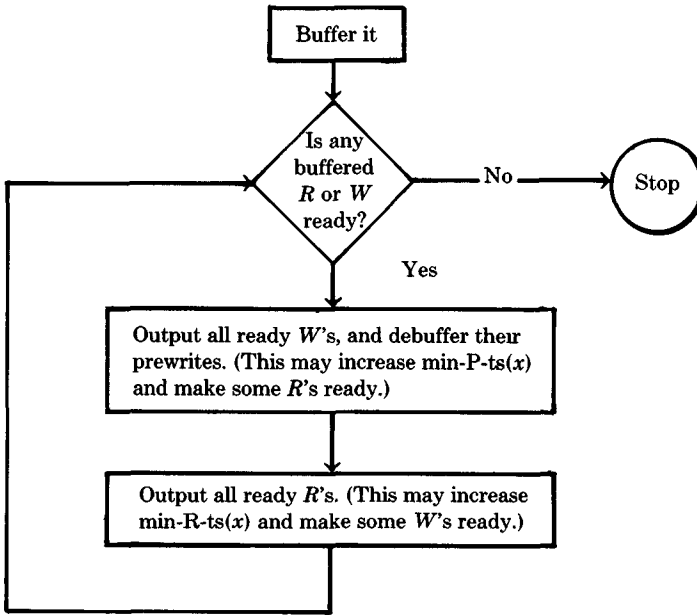 Buffer it
Is any
buffered
R or W
ready?
No
Stop
Yes
Output all ready W's, and debuffer their
prewrites. (This may increase min-P-ts(x)
and make some R's ready.)
Output all ready R's. (This may increase
min-R-ts(x) and make some W's ready.)